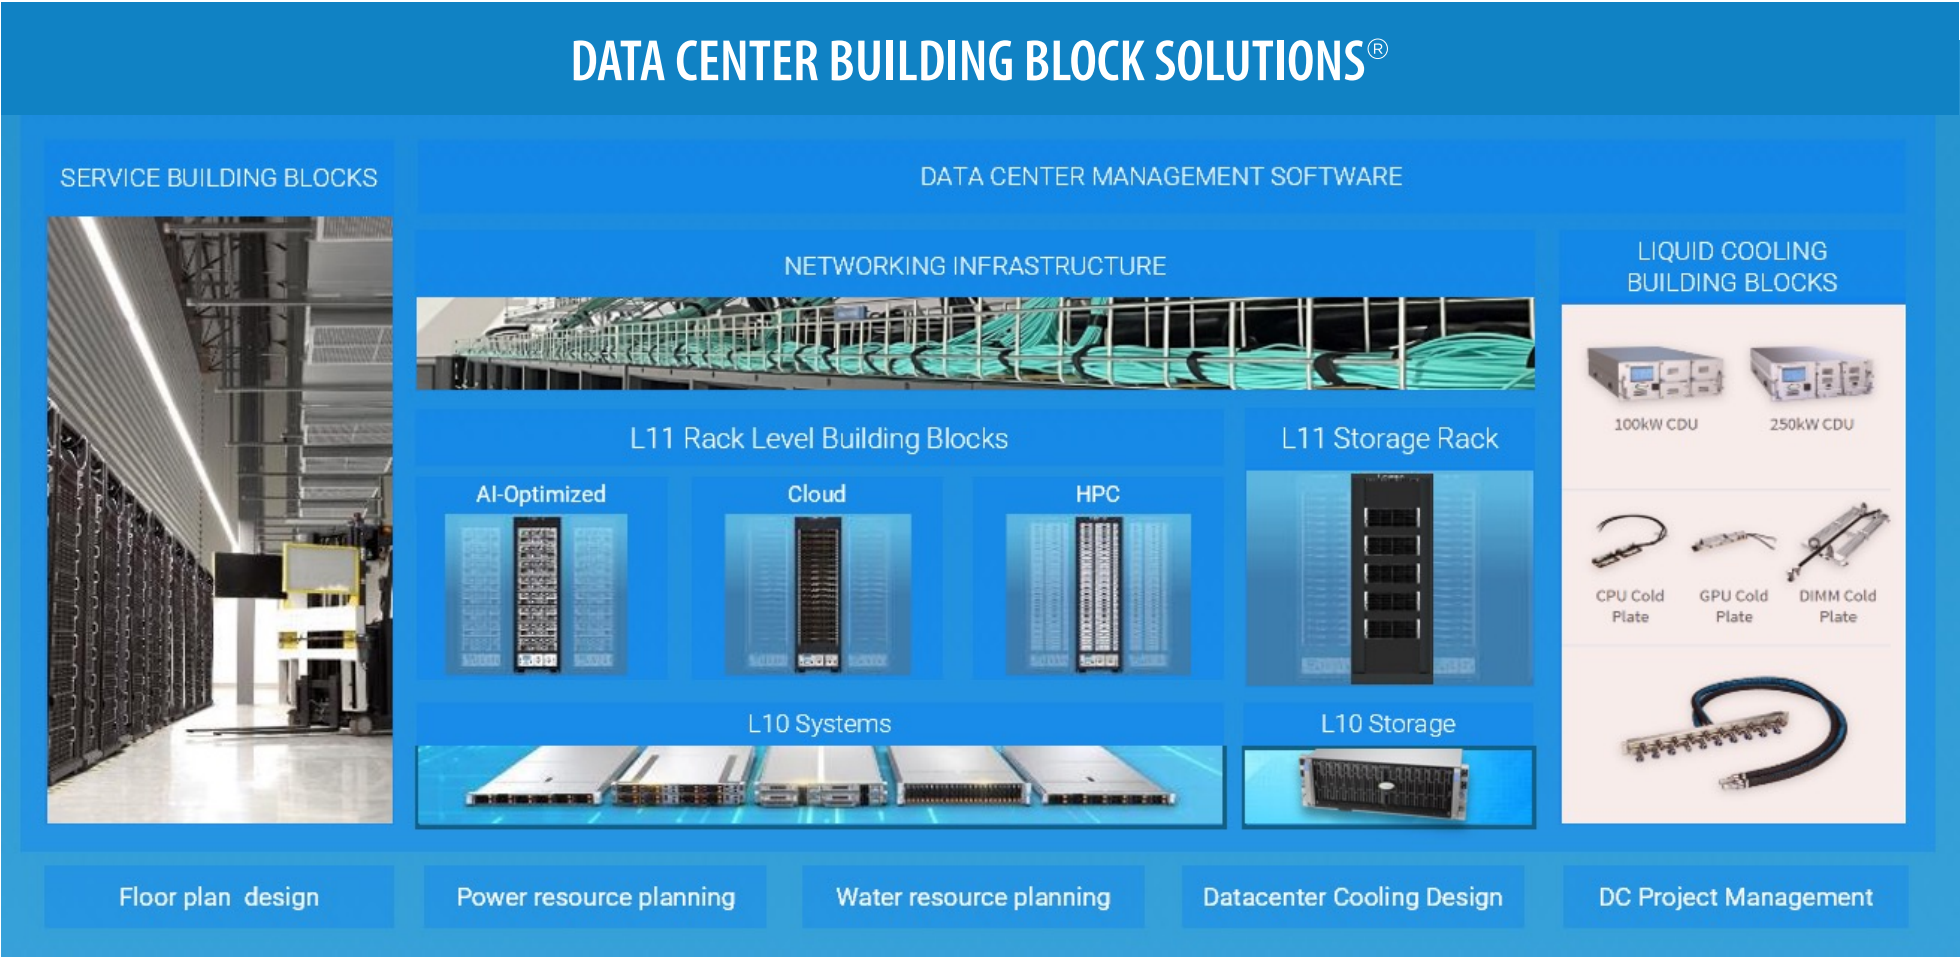 DATA CENTER BUILDING BLOCK SOLUTIONS®
SERVICE BUILDING BLOCKS
DATA CENTER MANAGEMENT SOFTWARE
NETWORKING INFRASTRUCTURE
LIQUID COOLING
BUILDING BLOCKS
100kW CDU
250kW CDU
L11 Rack Level Building Blocks
L11 Storage Rack
AI-Optimized
Cloud
HPC
CPU Cold
Plate
GPU Cold
Plate
DIMM Cold
Plate
L10 Systems
L10 Storage
Floor plan  design
Power resource planning
Water resource planning
Datacenter Cooling Design
DC Project Management